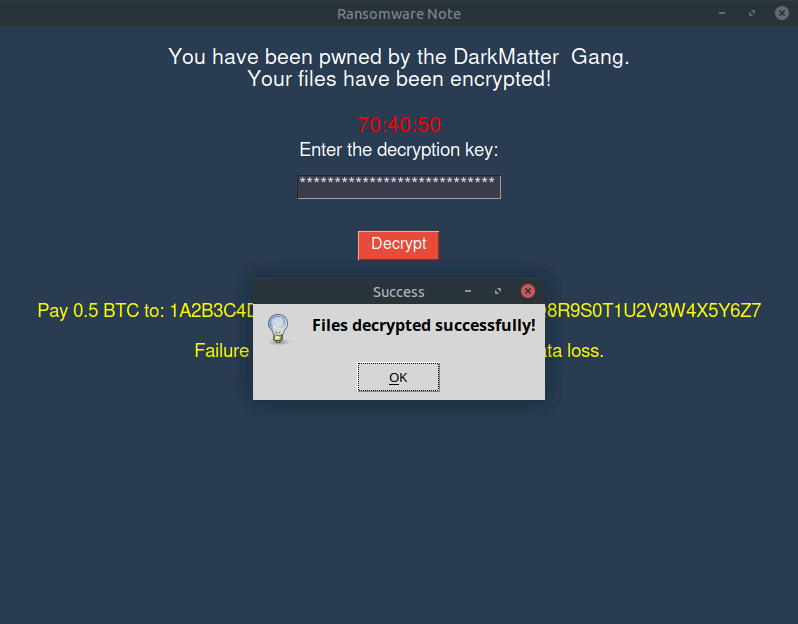 Ransomware Note
You have been pwned by the DarkMatter Gang.
Your files have been encrypted!
70:40:50
Enter the decryption key:
****************************
Decrypt
Success
Pay 0.5 BTC to: 1A2B3C4D 8R9S0T1U2V3W4X5Y6Z7
Files decrypted successfully!
Failure ata loss.
OK